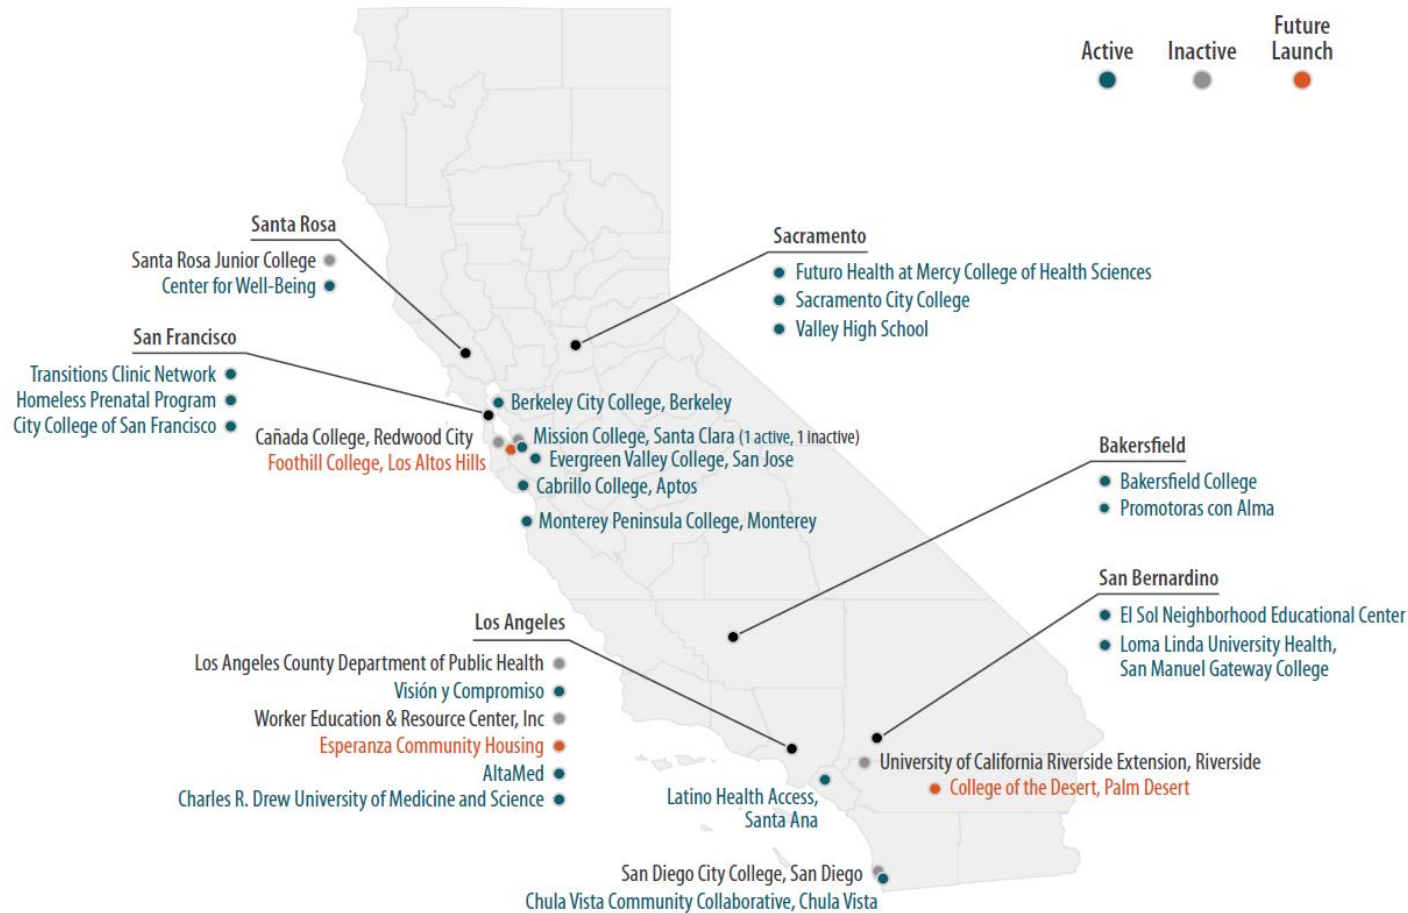 Active
Inactive
Future
Launch
Santa Rosa
Santa Rosa Junior College
Center for Well-Being
San Francisco
Transitions Clinic Network
Homeless Prenatal Program
City College of San Francisco
Sacramento
Futuro Health at Mercy College of Health Sciences
Sacramento City College
Valley High School
Berkeley City College, Berkeley
Cañada College, Redwood City
Foothill College, Los Altos Hills
Mission College, Santa Clara (1 active, 1 inactive)
Evergreen Valley College, San Jose
Cabrillo College, Aptos
Monterey Peninsula College, Monterey
Bakersfield
Bakersfield College
Promotoras con Alma
San Bernardino
El Sol Neighborhood Educational Center
Loma Linda University Health,
San Manuel Gateway College
Los Angeles
Los Angeles County Department of Public Health
Visión y Compromiso
Worker Education & Resource Center, Inc
Esperanza Community Housing
AltaMed
Charles R. Drew University of Medicine and Science
University of California Riverside Extension, Riverside
College of the Desert, Palm Desert
Latino Health Access,
Santa Ana
San Diego City College, San Diego
Chula Vista Community Collaborative, Chula Vista